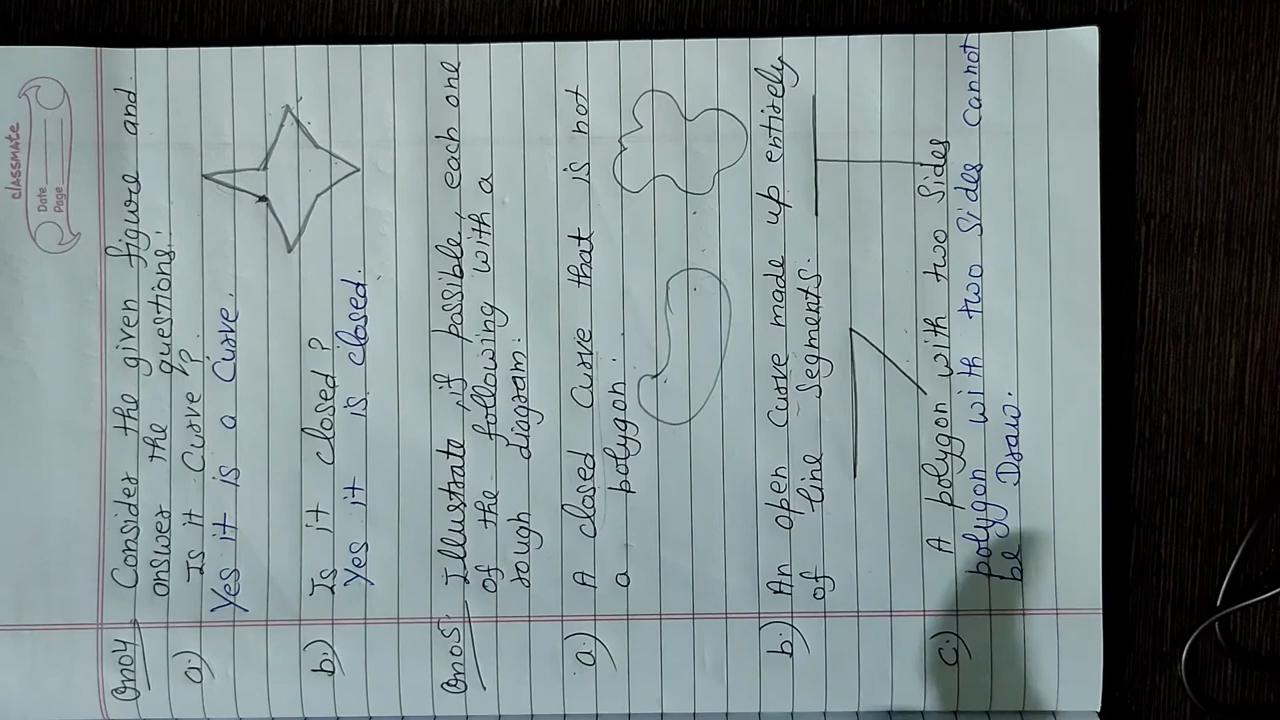 classmate
Date
Page
Qno4, Consider the given figure and
answer the questions:
a.) Is it Curve ?
Yes it is a Curve.
b.) Is it closed ?
Yes it is closed.
Qno5. Illustrate, if possible, each one
of the following with a
rough diagram:
a.) A closed Curve that is not
a polygon.
b.) An open Curve made up entirely
of line Segments.
c.) A polygon with two Sides
polygon with two Sides cannot
be Draw.